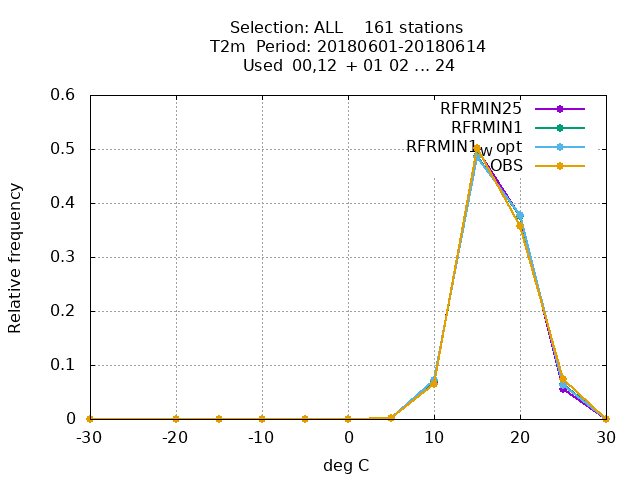 Selection: ALL    161 stations
T2m  Period: 20180601-20180614
Used  00,12  + 01 02 ... 24
0.6
0.5
0.4
0.3
0.2
0.1
0
-30
-20
-10
0
10
20
30
Relative frequency
deg C
RFRMIN25
RFRMIN1
RFRMIN1w opt
OBS